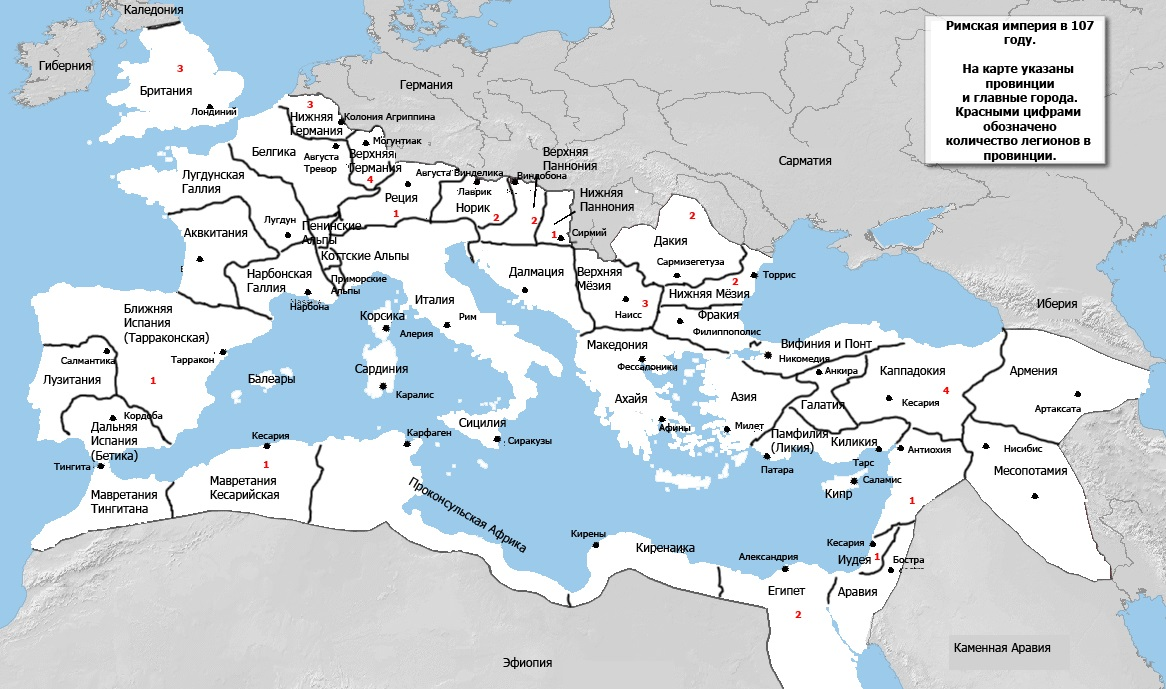 Каледония
Гиберния
3
Британия
Лондиний
Германия
Сарматия
Римская империя в 107
году.
На карте указаны
провинции
и главные города.
Красными цифрами
обозначено
количество легионов в
провинции.
3
Нижняя
Германия
Колония Агриппина
Белгика
Августа
Тревор
Могунтиак
Верхняя
Германия
4
Лугдунская
Галлия
Реция
1
Августа Винделика
Лаврик
Норик
2
Верхняя
Паннония
Виндобона
2
Нижняя
Паннония
1
Сирмий
2
Дакия
Сармизегетуза
Аквкитания
Лугдун
Пенинские
Альпы
Коттские Альпы
Приморские
Альпы
Нарбонская
Галлия
Нарбона
Далмация
Верхняя
Мёзия
3
Наисс
2
Нижняя Мёзия
Торрис
Фракия
Филипполис
Иберия
Ближняя
Испания
(Тарраконская)
Салмантика
Тарракон
Лузитания
1
Балеары
Корсика
Алерия
Италия
Рим
Сардиния
Каралис
Македония
Фессалоники
Вифиния и Понт
Никомедия
Анкира
Каппадокия
4
Кесария
Армения
Артаксата
Ахайя
Афины
Азия
Милет
Галатия
Памфилия
(Ликия)
Патара
Киликия
Тарс
Антиохия
Нисибис
Месопотамия
Кордоба
Дальняя
Испания
(Бетика)
Тингита
Кесария
1
Мавретания
Кесарийская
Мавретания
Тингитана
Карфаген
Сицилия
Сиракузы
Проконсульская Африка
Кипр
Саламис
1
Кирены
Киренаика
Александрия
Египет
2
Кесария
Иудея
1
Бостра
Аравия
Эфиопия
Каменная Аравия